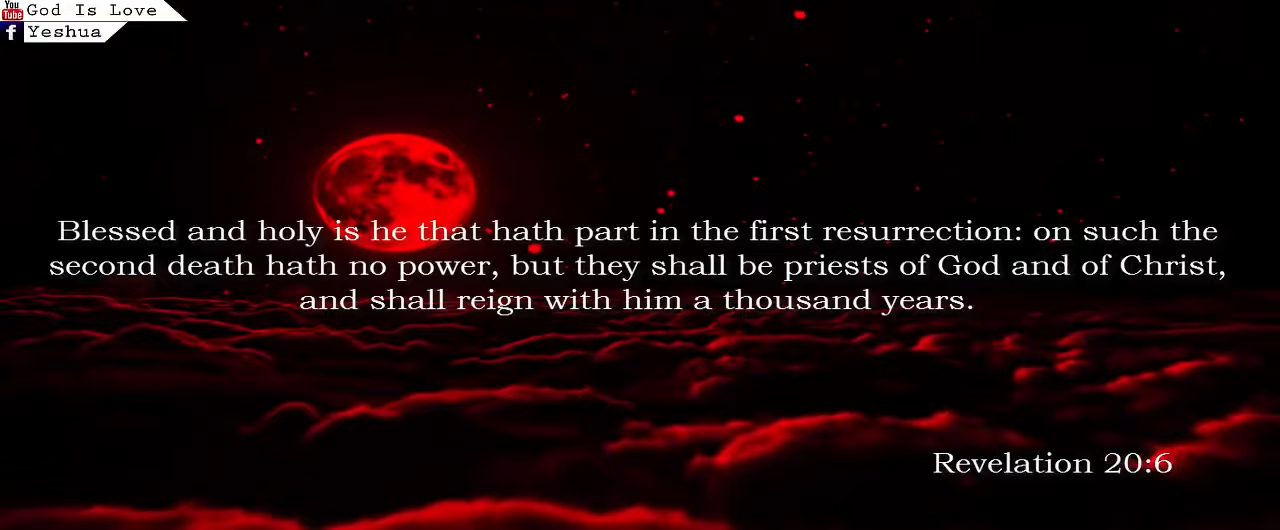 You
Tube
God Is Love
f
Yeshua
Blessed and holy is he that hath part in the first resurrection: on such the
second death hath no power, but they shall be priests of God and of Christ,
and shall reign with him a thousand years.
Revelation 20:6